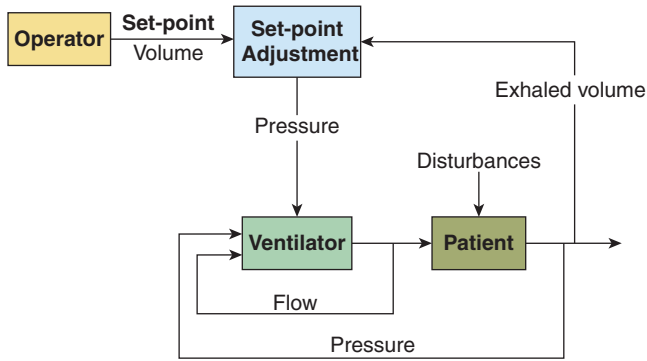 Operator
Set-point
Volume
Set-point
Adjustment
Exhaled volume
Pressure
Disturbances
Ventilator
Patient
Flow
Pressure